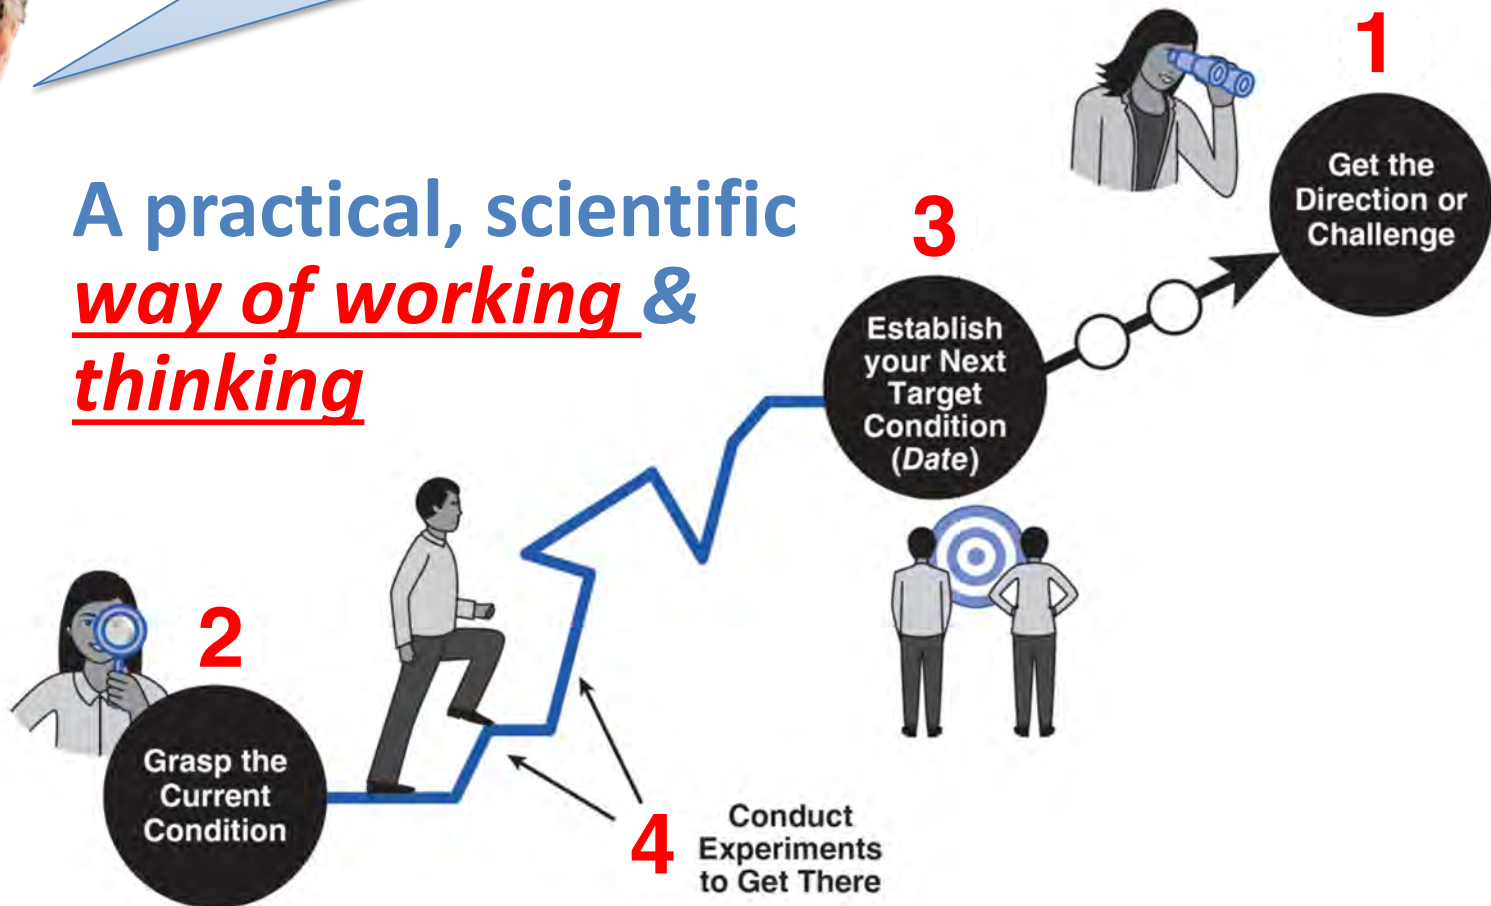 A practical, scientific
way of working &
thinking
1
Get the
Direction or
Challenge
3
Establish
your Next
Target
Condition
(Date)
2
Grasp the
Current
Condition
4
Conduct
Experiments
to Get There